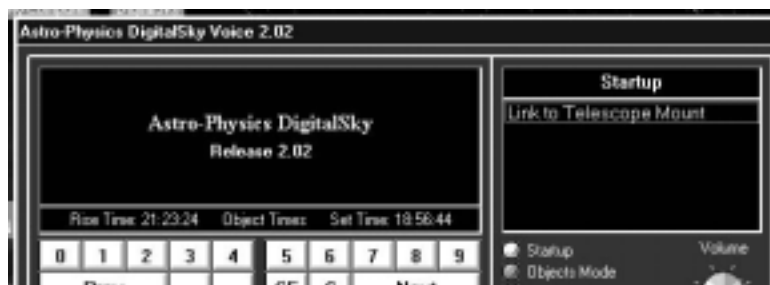 Astro-Physics DigitalSky Voice 2.02
Astro-Physics DigitalSky
Release 2.02
Rise Time: 21:23:24 Object Times Set Time: 18:56:44
0 1 2 3 4 5 6 7 8 9
Startup
Link to Telescope Mount
Startup
Objects Mode
Volume